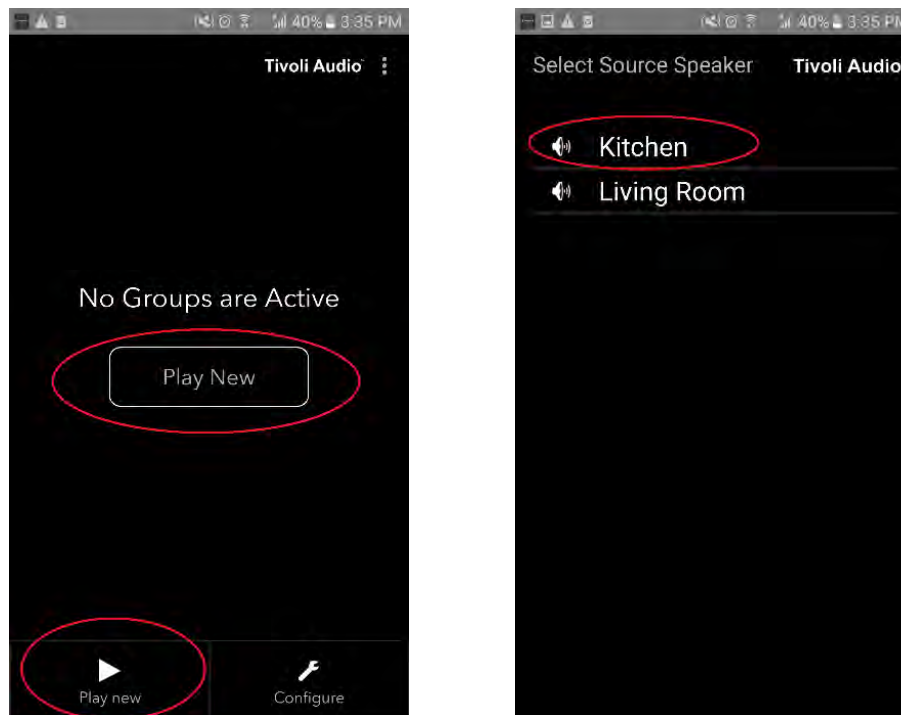 40% 3:35 PM
Tivoli Audio
No Groups are Active
Play New
Play new
Configure
40% 3:35 PM
Select Source Speaker Tivoli Audio
Kitchen
Living Room